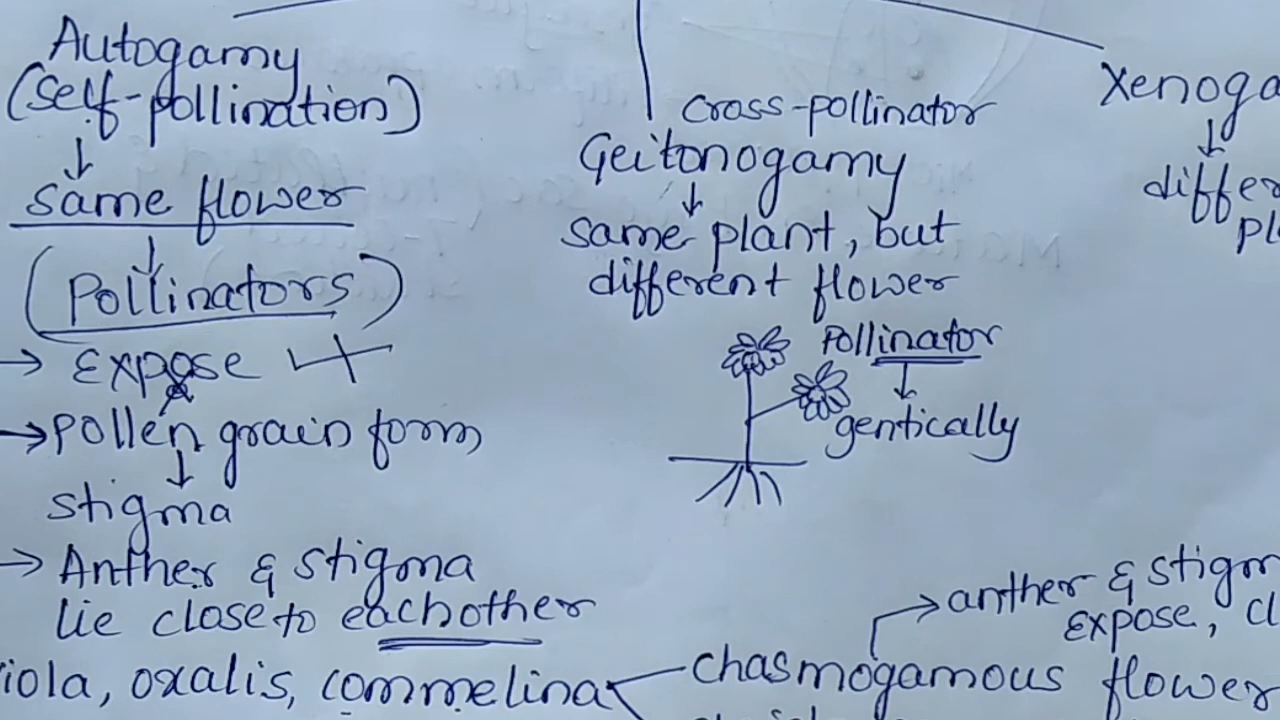 Autogamy
(self-pollination)
same flower
(Pollinators)
→ Expose
→ pollen grain form
stigma
→ Anther & stigma
lie close to eachother
viola, oxalis, commelina
cross-pollinator
Geitonogamy
same plant, but
different flower
Pollinator
gentically
Xenoga
differ
pl
anther & stigm
expose, cl
chasmogamous flower